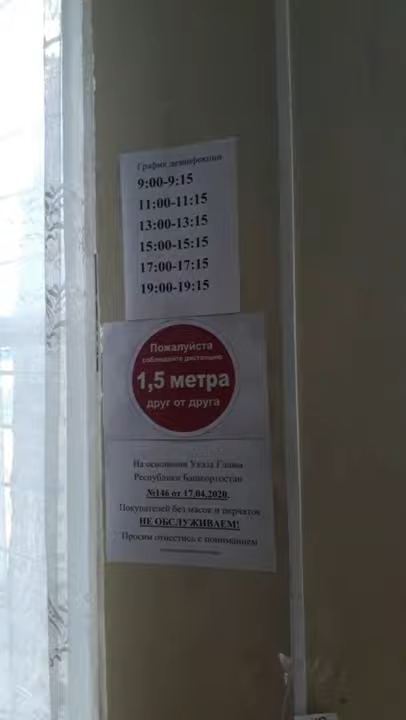 График дезинфекции
9:00-9:15
11:00-11:15
13:00-13:15
15:00-15:15
17:00-17:15
19:00-19:15
Пожалуйста
соблюдайте дистанцию
1,5 метра
друг от друга
На основании Указа Главы
Республики Башкортостан
№146 от 17.04.2020.
Покупателей без масок и перчаток
НЕ ОБСЛУЖИВАЕМ!
Просим отнестись с пониманием